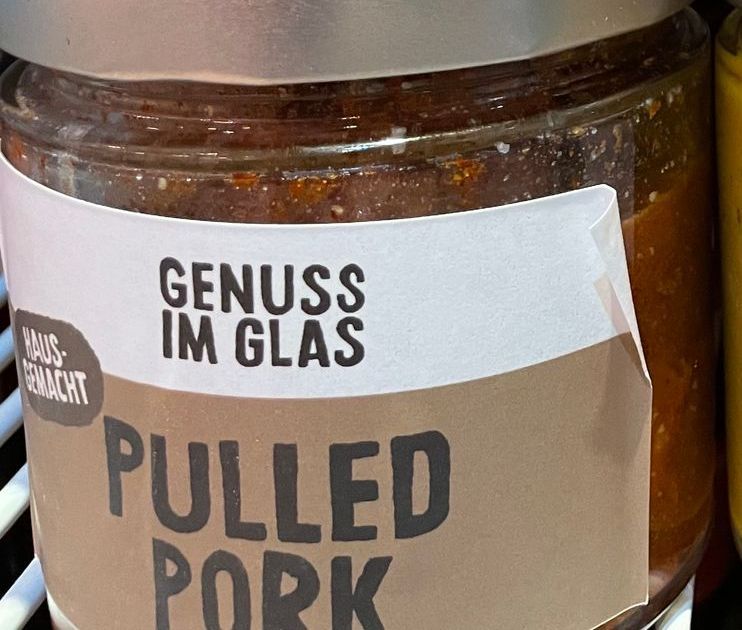 GENUSS
IM GLAS
HAUS-
GEMACHT
PULLED
PORK